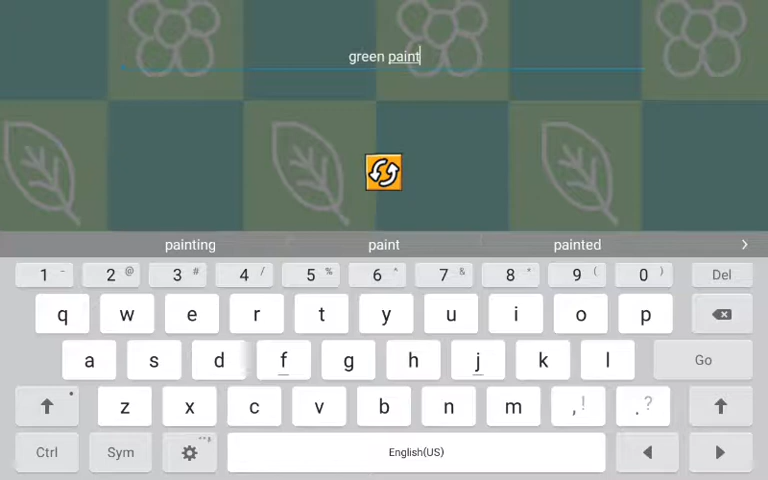 green paint
painting paint painted >
1 - 2 @ 3 # 4 / 5 % 6 ^ 7 & 8 * 9 ( 0 ) Del
q w e r t y u i o p
a s d f g h j k l Go
z x c v b n m , ! . ?
Ctrl Sym English(US)